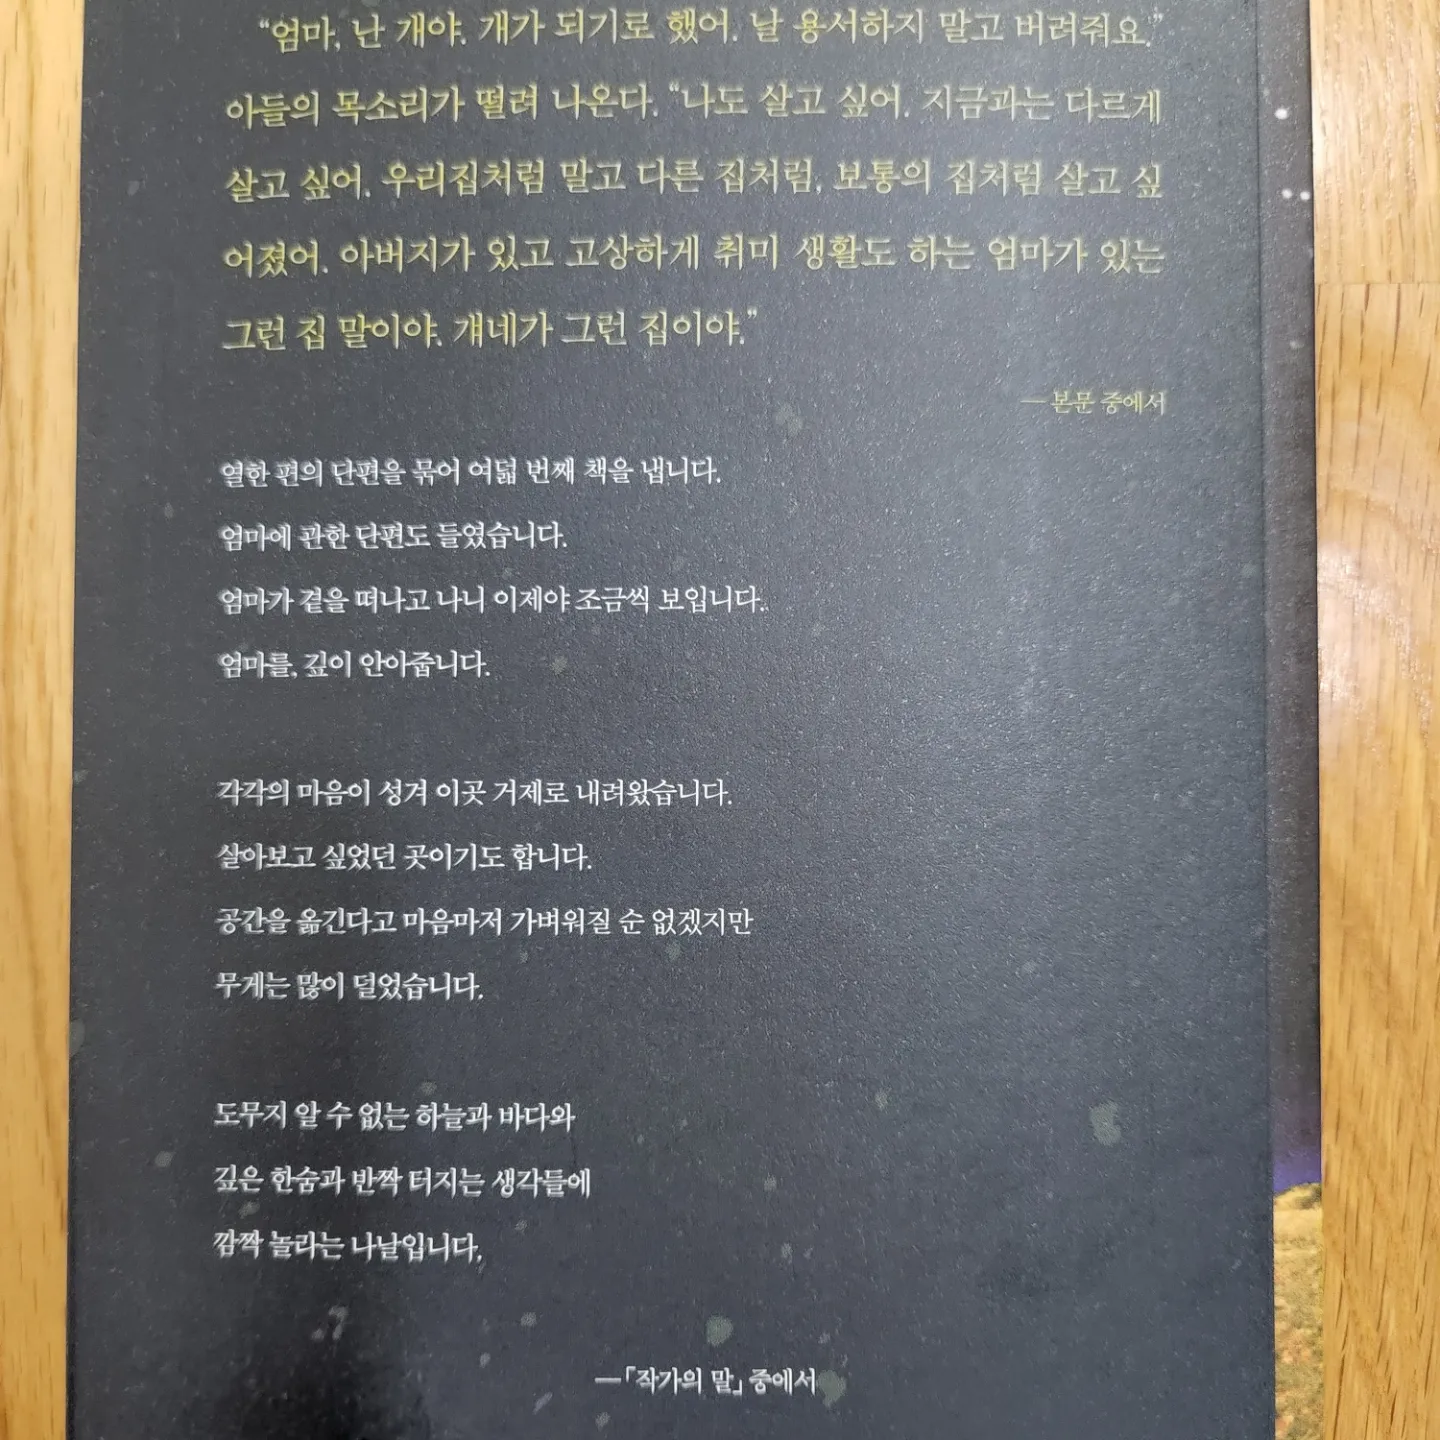 “엄마, 난 개야. 개가 되기로 했어. 날 용서하지 말고 버려줘요.”
아들의 목소리가 떨려 나온다. “나도 살고 싶어. 지금과는 다르게
살고 싶어. 우리집처럼 말고 다른 집처럼, 보통의 집처럼 살고 싶
어졌어. 아버지가 있고 고상하게 취미 생활도 하는 엄마가 있는
그런 집 말이야. 걔네가 그런 집이야.”
— 본문 중에서
열한 편의 단편을 묶어 여덟 번째 책을 냅니다.
엄마에 관한 단편도 들였습니다.
엄마가 곁을 떠나고 나니 이제야 조금씩 보입니다.
엄마를, 깊이 안아줍니다.
각각의 마음이 성겨 이곳 거제로 내려왔습니다.
살아보고 싶었던 곳이기도 합니다.
공간을 옮긴다고 마음마저 가벼워질 순 없겠지만
무게는 많이 덜었습니다.
도무지 알 수 없는 하늘과 바다와
깊은 한숨과 반짝 터지는 생각들에
깜짝 놀라는 나날입니다.
—「작가의 말」 중에서